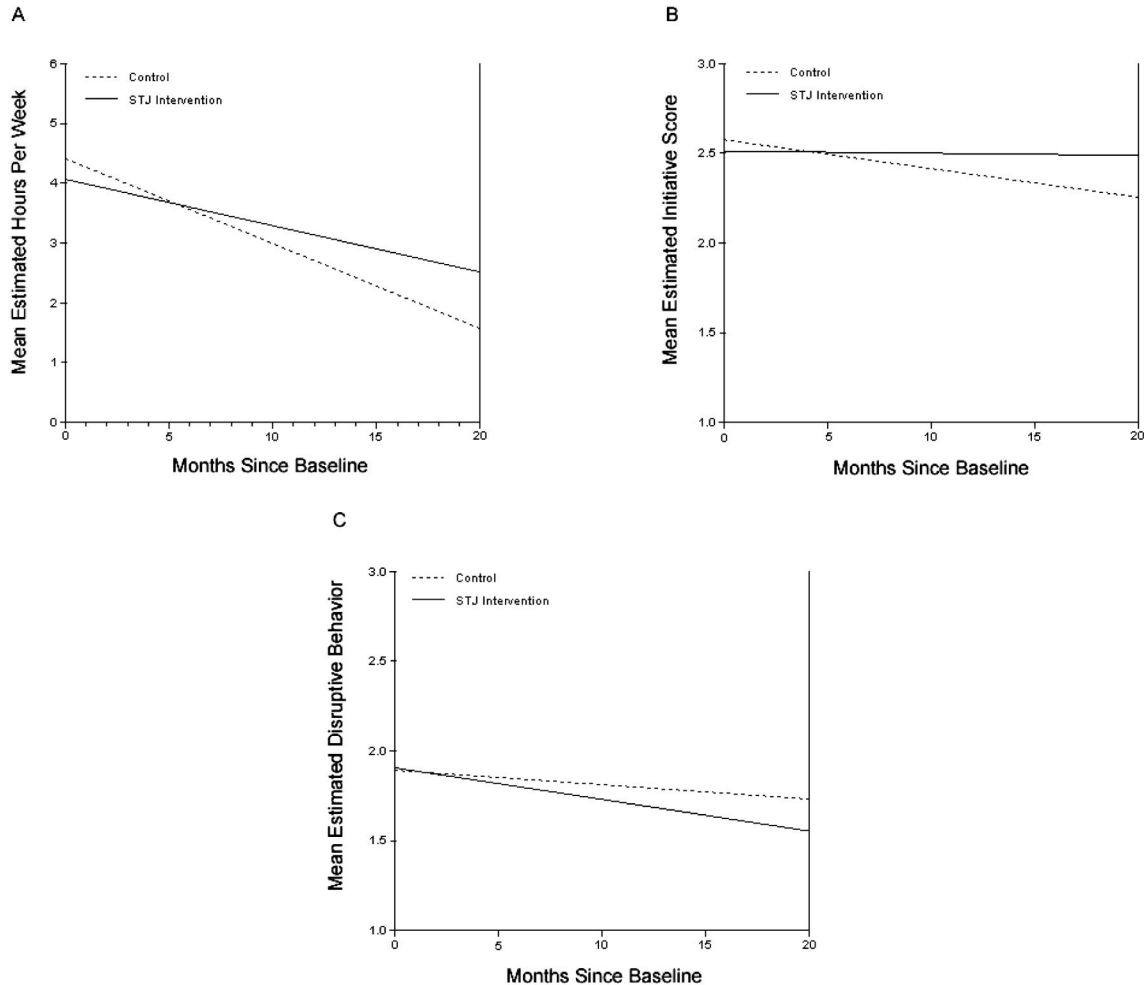 A
Mean Estimated Hours Per Week
6
5
4
3
2
1
0
Control
STJ Intervention
0 5 10 15 20
Months Since Baseline
B
Mean Estimated Initiative Score
3.0
2.5
2.0
1.5
1.0
Control
STJ Intervention
0 5 10 15 20
Months Since Baseline
C
Mean Estimated Disruptive Behavior
3.0
2.5
2.0
1.5
1.0
Control
STJ Intervention
0 5 10 15 20
Months Since Baseline